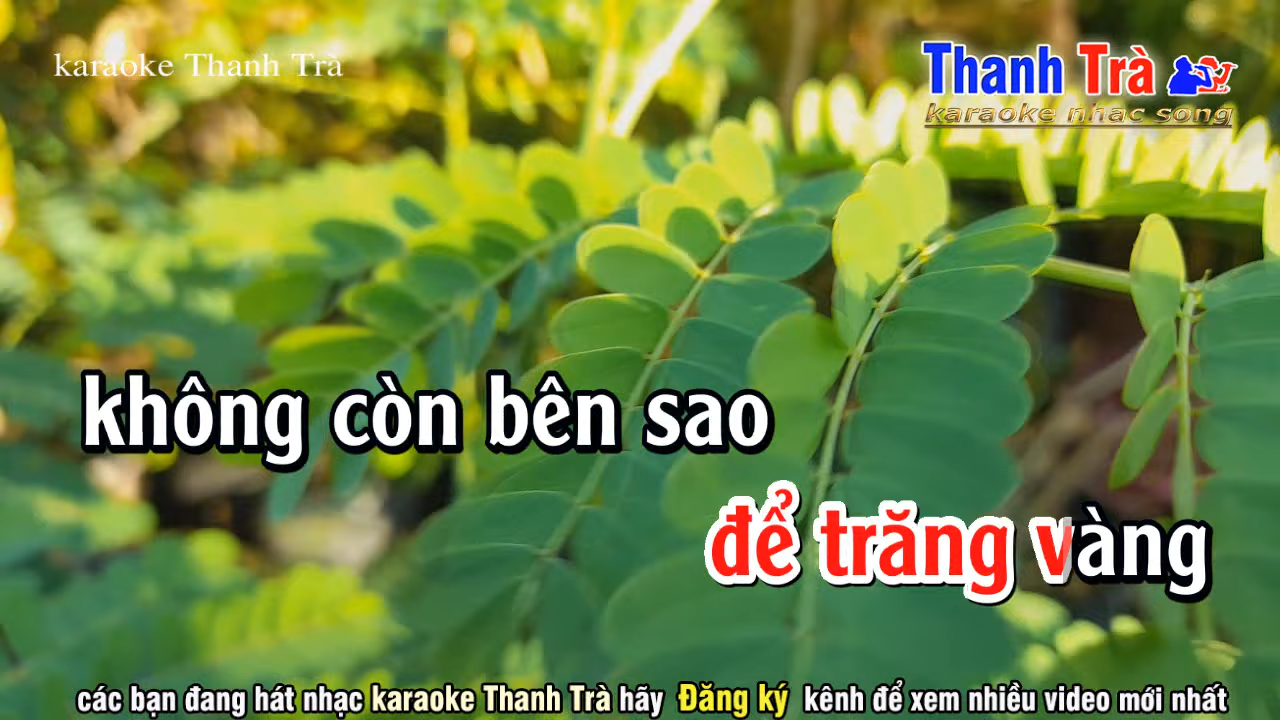 karaoke Thanh Trà
Thanh Trà
karaoke nhac song
không còn bên sao
để trăng vàng
các bạn đang hát nhạc karaoke Thanh Trà hãy Đăng ký kênh để xem nhiều video mới nhất